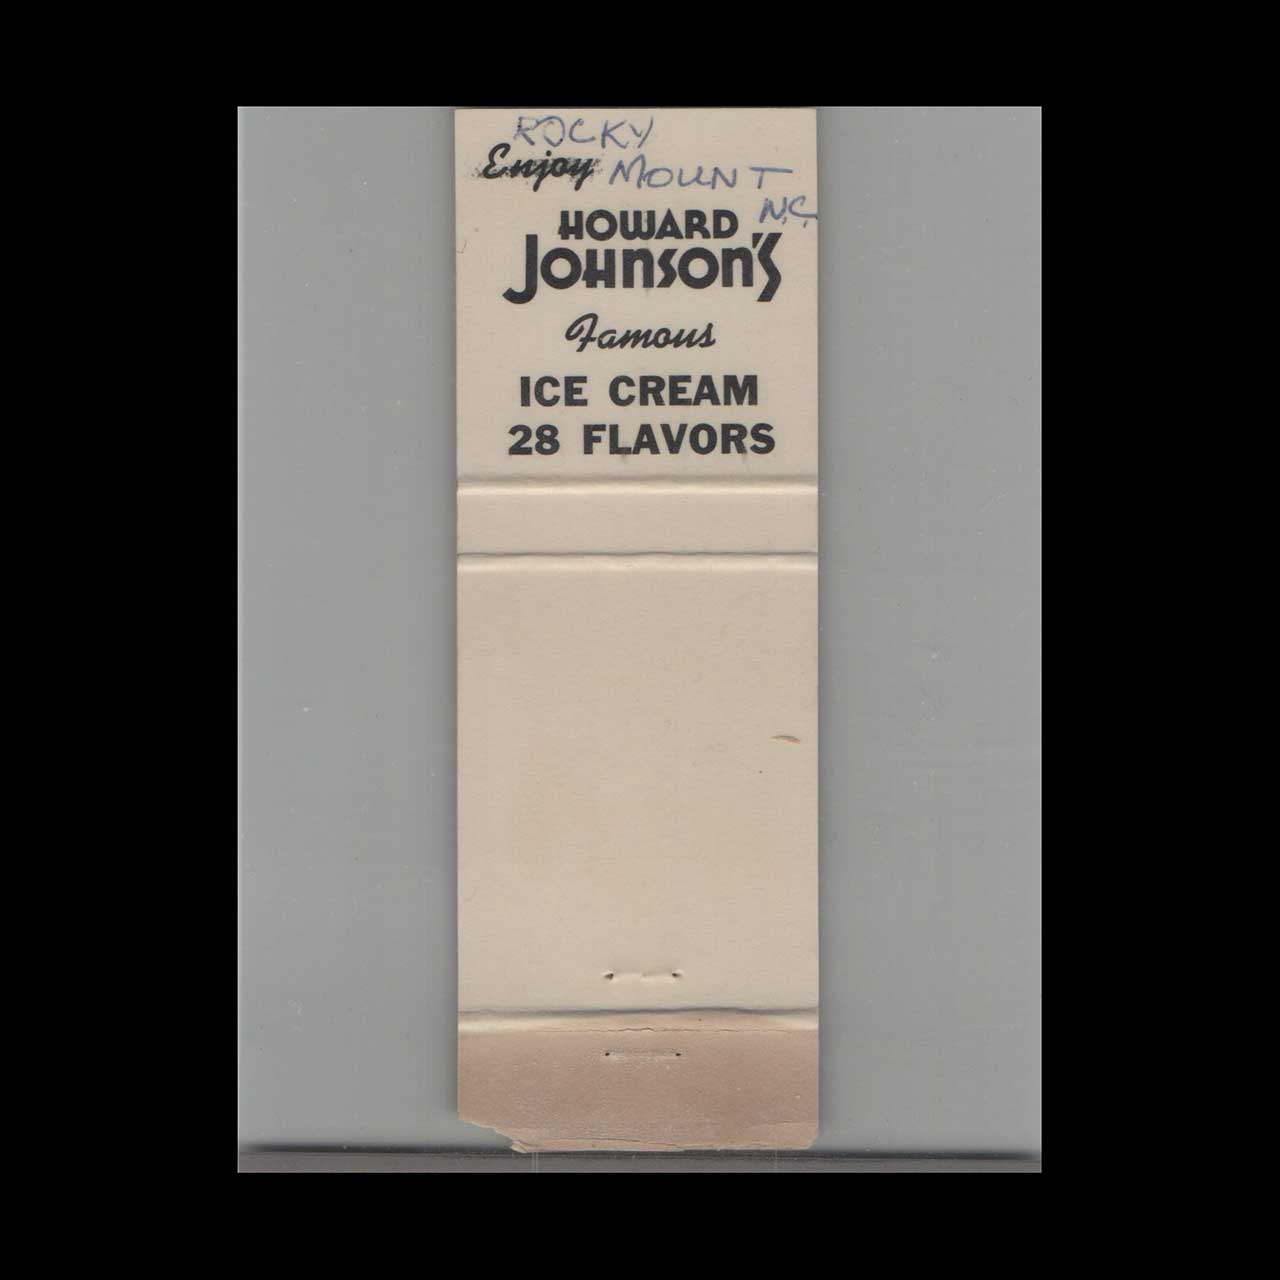 ROCKY
Enjoy MOUNT
N.C.
HOWARD
JOHNSON'S
Famous
ICE CREAM
28 FLAVORS